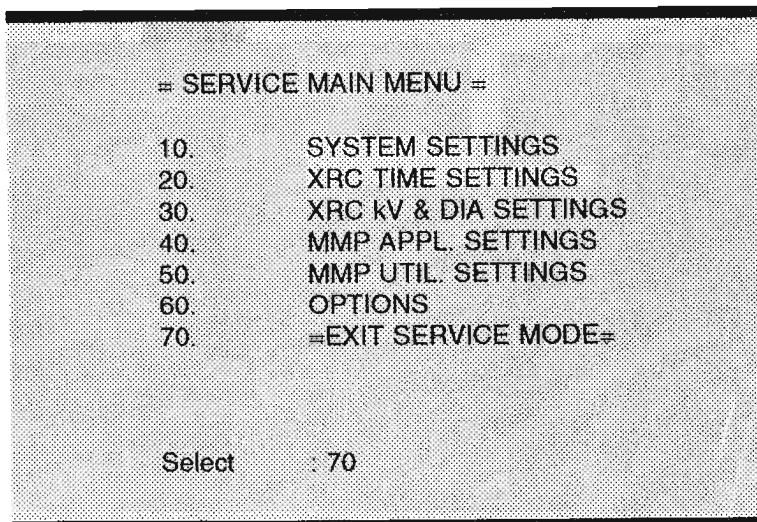 = SERVICE MAIN MENU =
10. SYSTEM SETTINGS
20. XRC TIME SETTINGS
30. XRC kV & DIA SETTINGS
40. MMP APPL. SETTINGS
50. MMP UTIL. SETTINGS
60. OPTIONS
70. =EXIT SERVICE MODE=
Select : 70